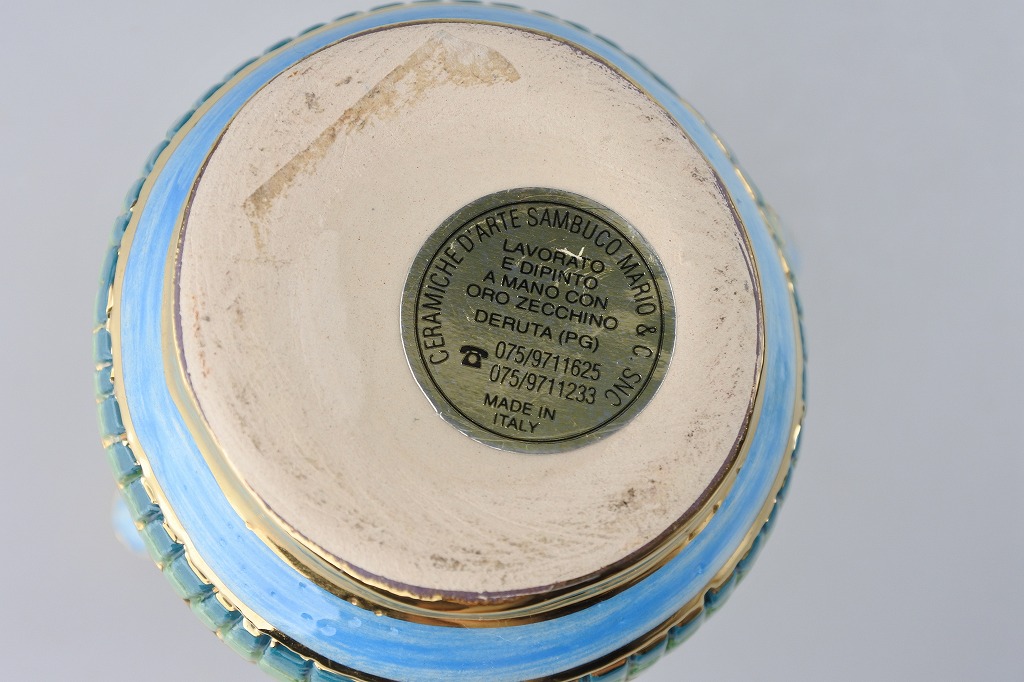 CERAMICHE D'ARTE SAMBUCO MARIO & C. SNC
LAVORATO
E DIPINTO
A MANO CON
ORO ZECCHINO
DERUTA (PG)
☎ 075/9711625
075/9711233
MADE IN
ITALY